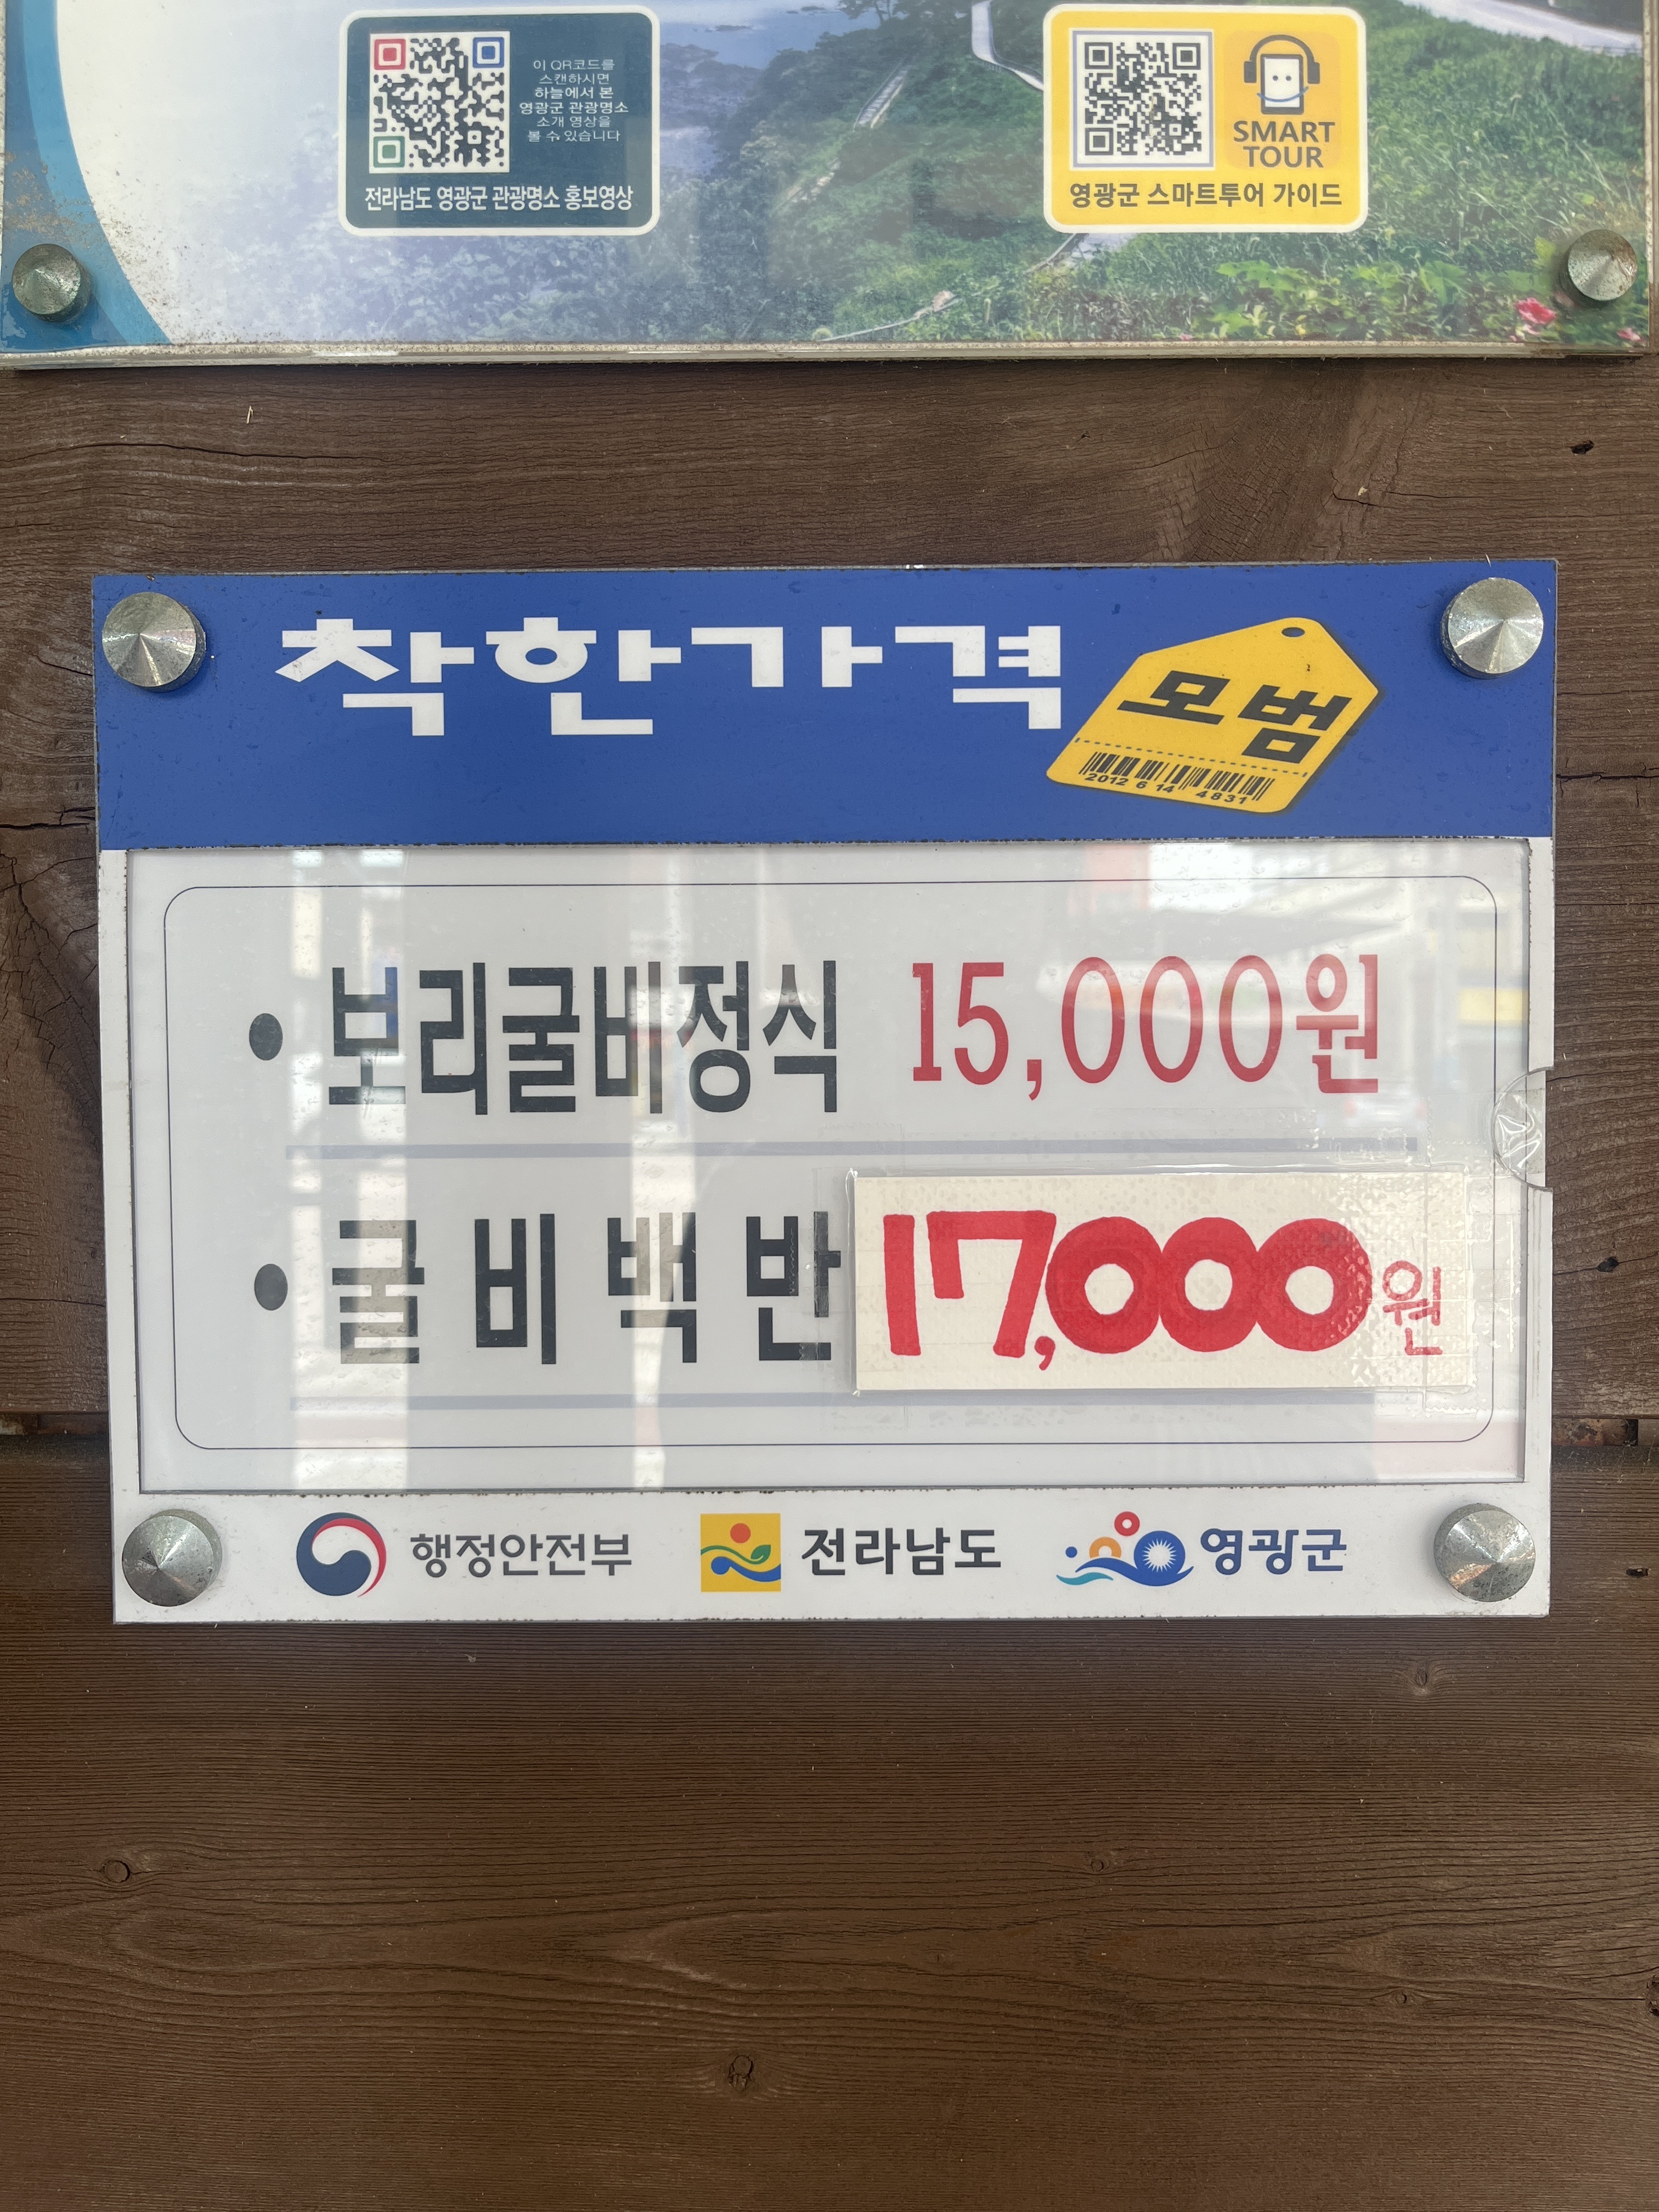 이 QR코드를
스캔하시면
하늘에서 본
영광군 관광명소
소개 영상을
볼 수 있습니다
전라남도 영광군 관광명소 홍보영상
SMART
TOUR
영광군 스마트투어 가이드
착한가격
모범
2012 6 14 4831
• 보리굴비정식 15,000원
• 굴비백반 17,000원
행정안전부 전라남도 영광군